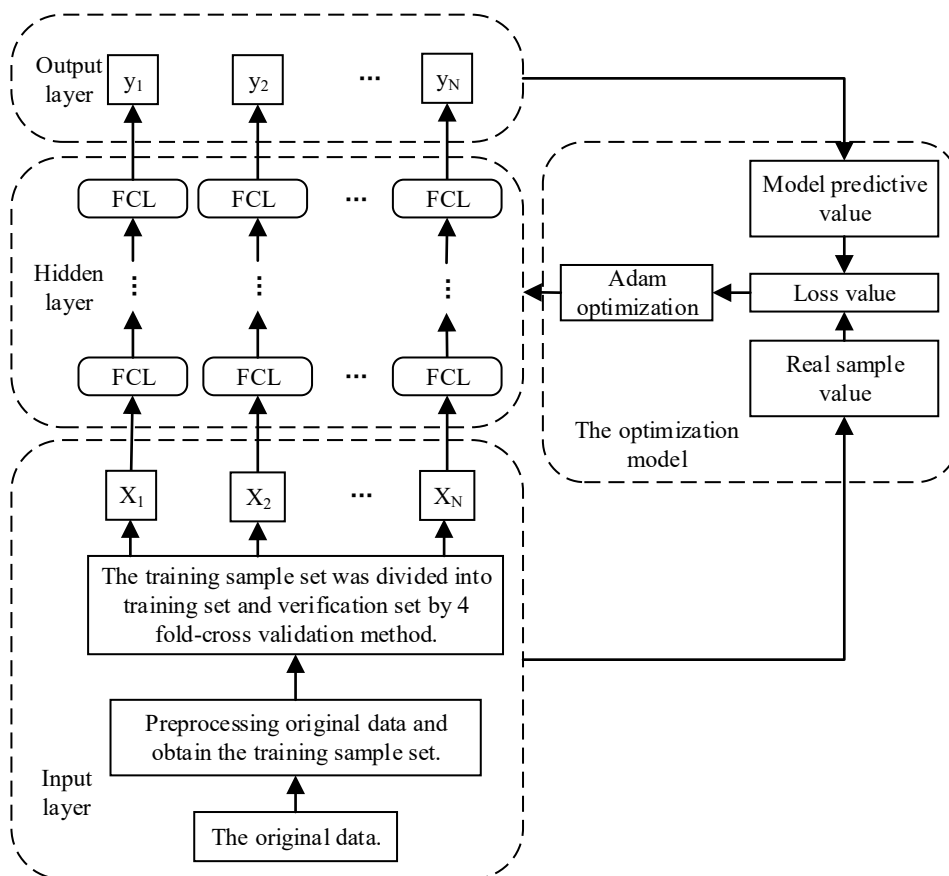 Output
layer
y₁
y₂
...
y_N
Hidden
layer
FCL
FCL
...
FCL
...
...
...
FCL
FCL
...
FCL
Model predictive
value
Adam
optimization
Loss value
Real sample
value
The optimization
model
X₁
X₂
...
X_N
The training sample set was divided into
training set and verification set by 4
fold-cross validation method.
Preprocessing original data and
obtain the training sample set.
Input
layer
The original data.